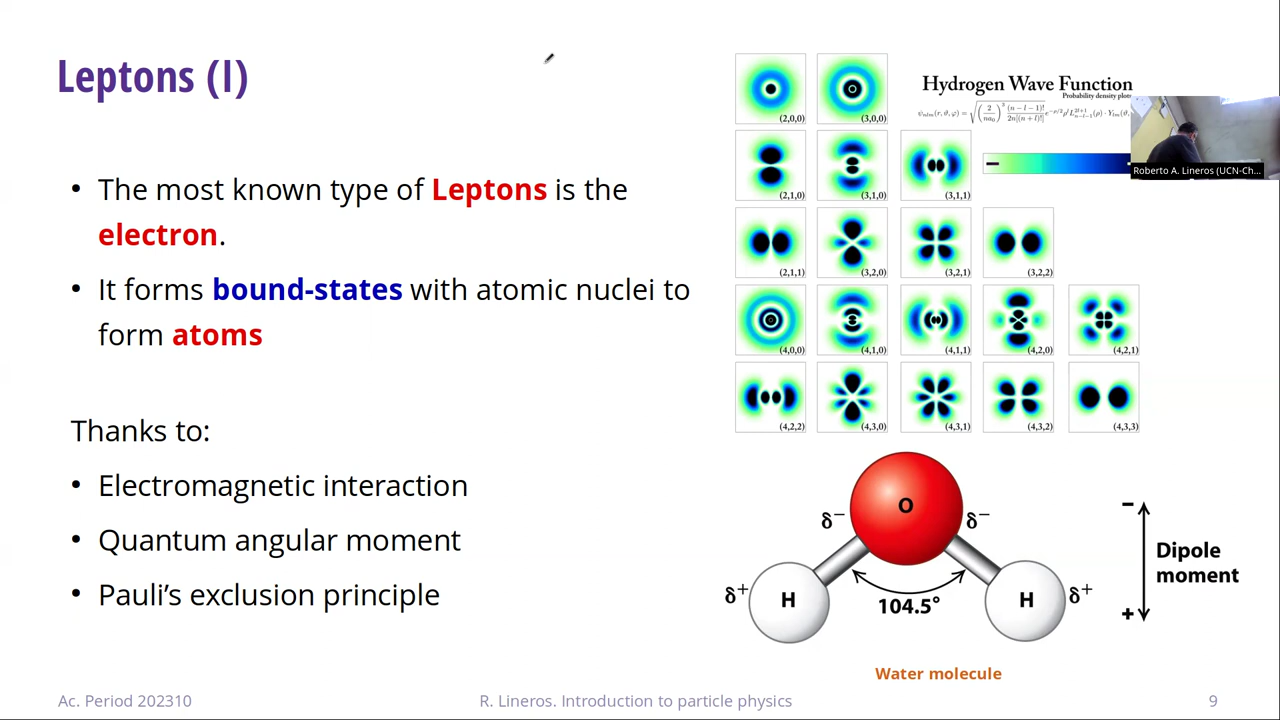 Leptons (I)
• The most known type of Leptons is the
electron.
• It forms bound-states with atomic nuclei to
form atoms
Thanks to:
• Electromagnetic interaction
• Quantum angular moment
• Pauli’s exclusion principle
Hydrogen Wave Function
Probability density plots
Roberto A. Lineros (UCN-Ch...
(2,0,0) (3,0,0)
(2,1,0) (3,1,0) (3,1,1)
−
(2,1,1) (3,2,0) (3,2,1) (3,2,2)
(4,0,0) (4,1,0) (4,1,1) (4,2,0) (4,2,1)
(4,2,2) (4,3,0) (4,3,1) (4,3,2) (4,3,3)
O
δ− δ−
δ+ H H δ+
104.5°
−
Dipole
moment
+
Water molecule
Ac. Period 202310 R. Lineros. Introduction to particle physics 9